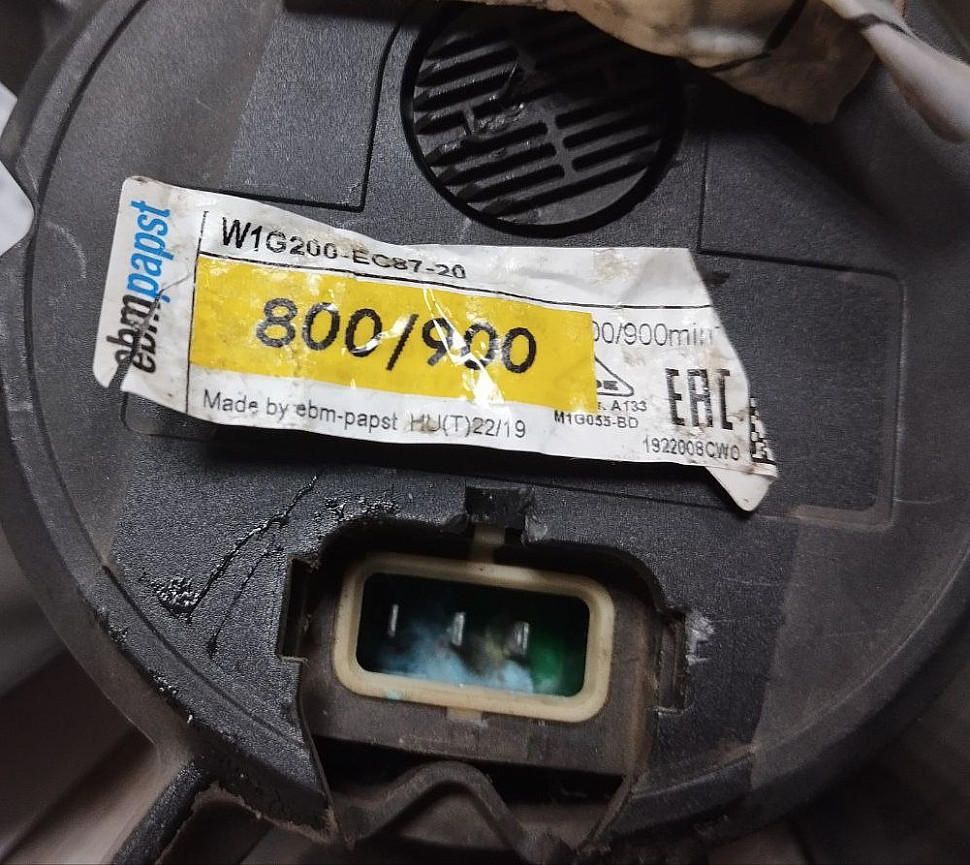 ebmpapst
W1G200-EC87-20
800/900
00/900min
A133
M1G055-BD
EAC
Made by ebm-papst HU(T)22/19
1922008CW0